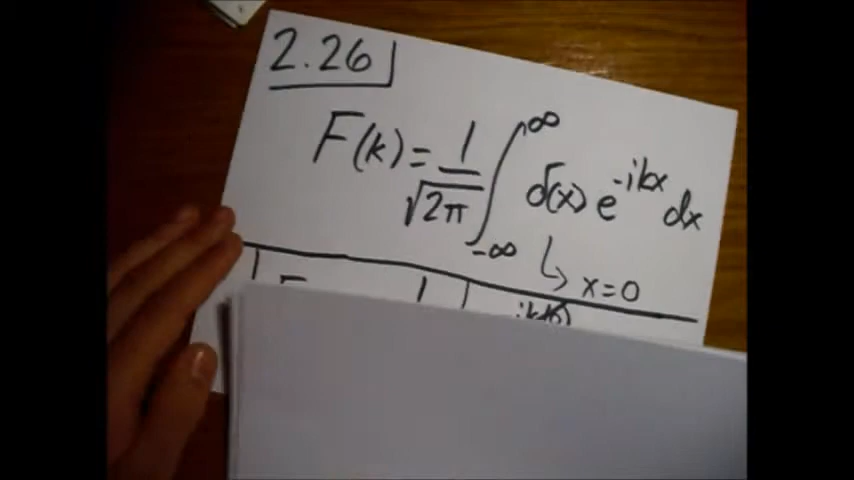 2.26
F(k) = 1/√2π ∫_{-∞}^{∞} δ(x) e^{-ikx} dx
↳ x=0